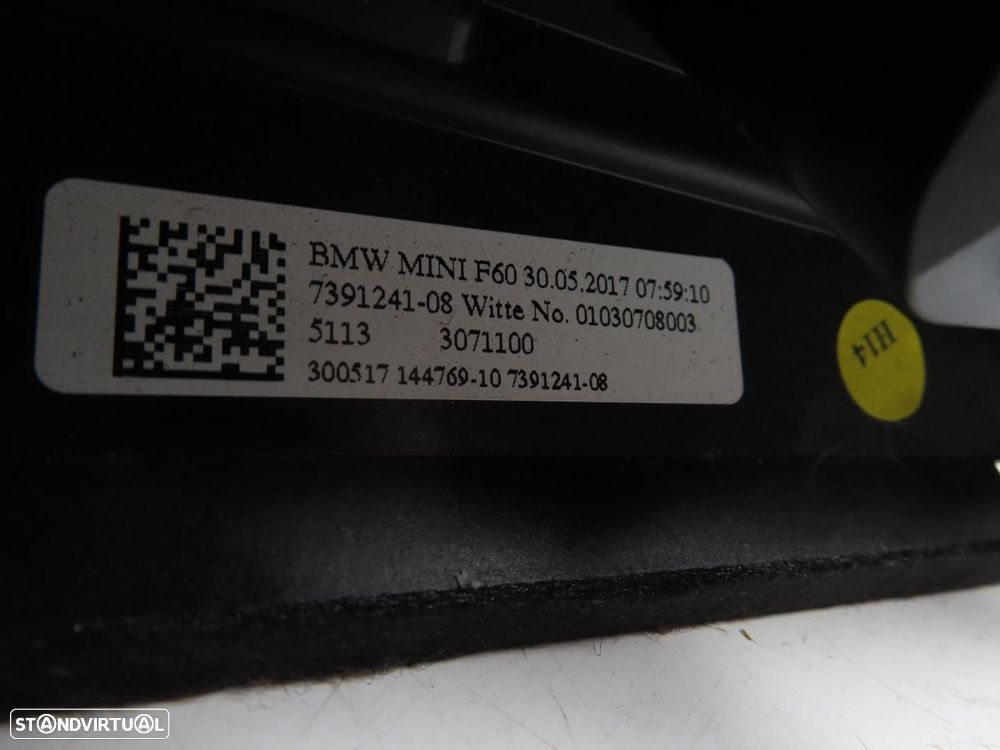 BMW MINI F60 30.05.2017 07:59:10
7391241-08 Witte No. 01030708003
5113 3071100
300517 144769-10 7391241-08
H14
STANDVIRTUAL